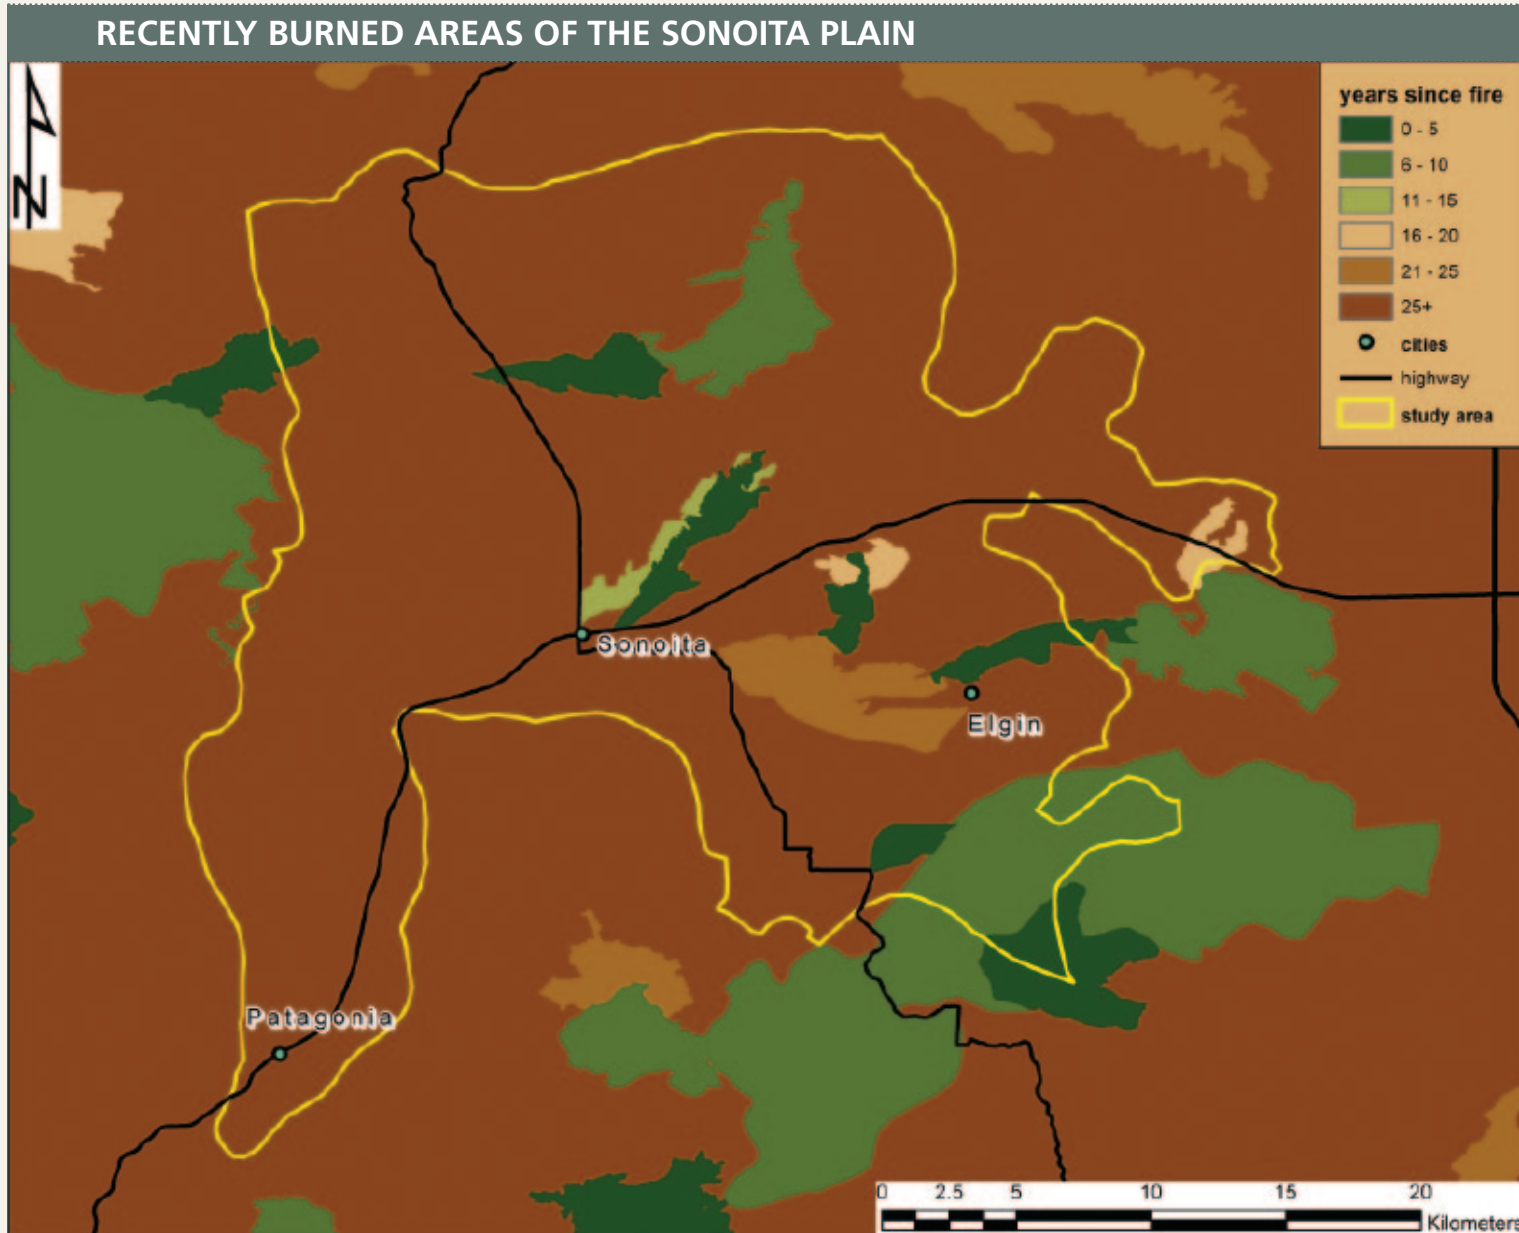 RECENTLY BURNED AREAS OF THE SONOITA PLAIN
N
years since fire
0 - 5
6 - 10
11 - 15
16 - 20
21 - 25
25+
cities
highway
study area
Sonoita
Elgin
Patagonia
0 2.5 5 10 15 20
Kilometers